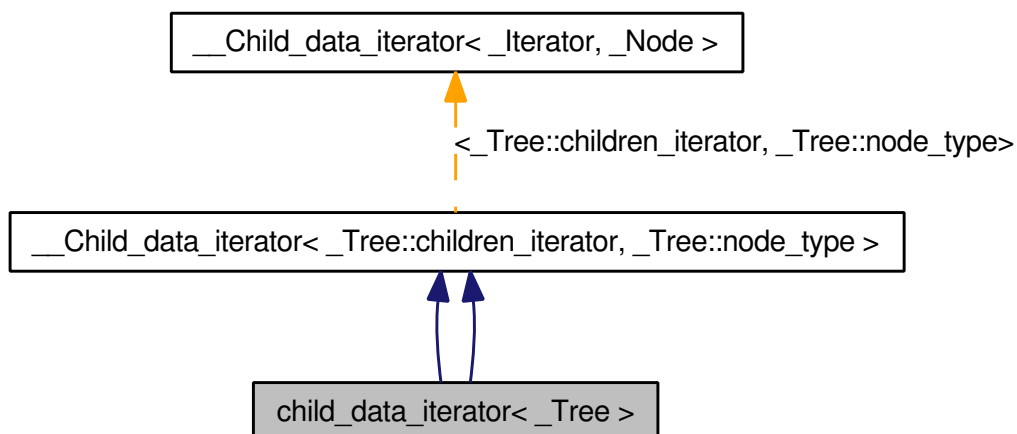 __Child_data_iterator< _Iterator, _Node >
<_Tree::children_iterator, _Tree::node_type>
__Child_data_iterator< _Tree::children_iterator, _Tree::node_type >
child_data_iterator< _Tree >